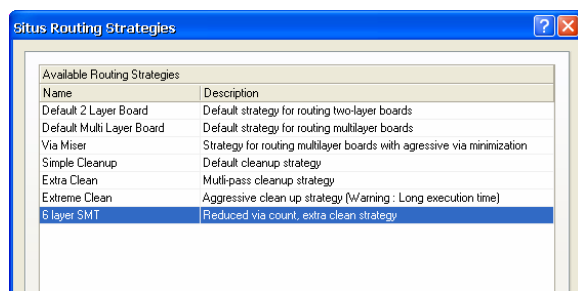 Situs Routing Strategies
Available Routing Strategies
Name Description
Default 2 Layer Board Default strategy for routing two-layer boards
Default Multi Layer Board Default strategy for routing multilayer boards
Via Miser Strategy for routing multilayer boards with agressive via minimization
Simple Cleanup Default cleanup strategy
Extra Clean Mutli-pass cleanup strategy
Extreme Clean Aggressive clean up strategy (Warning : Long execution time)
6 layer SMT Reduced via count, extra clean strategy